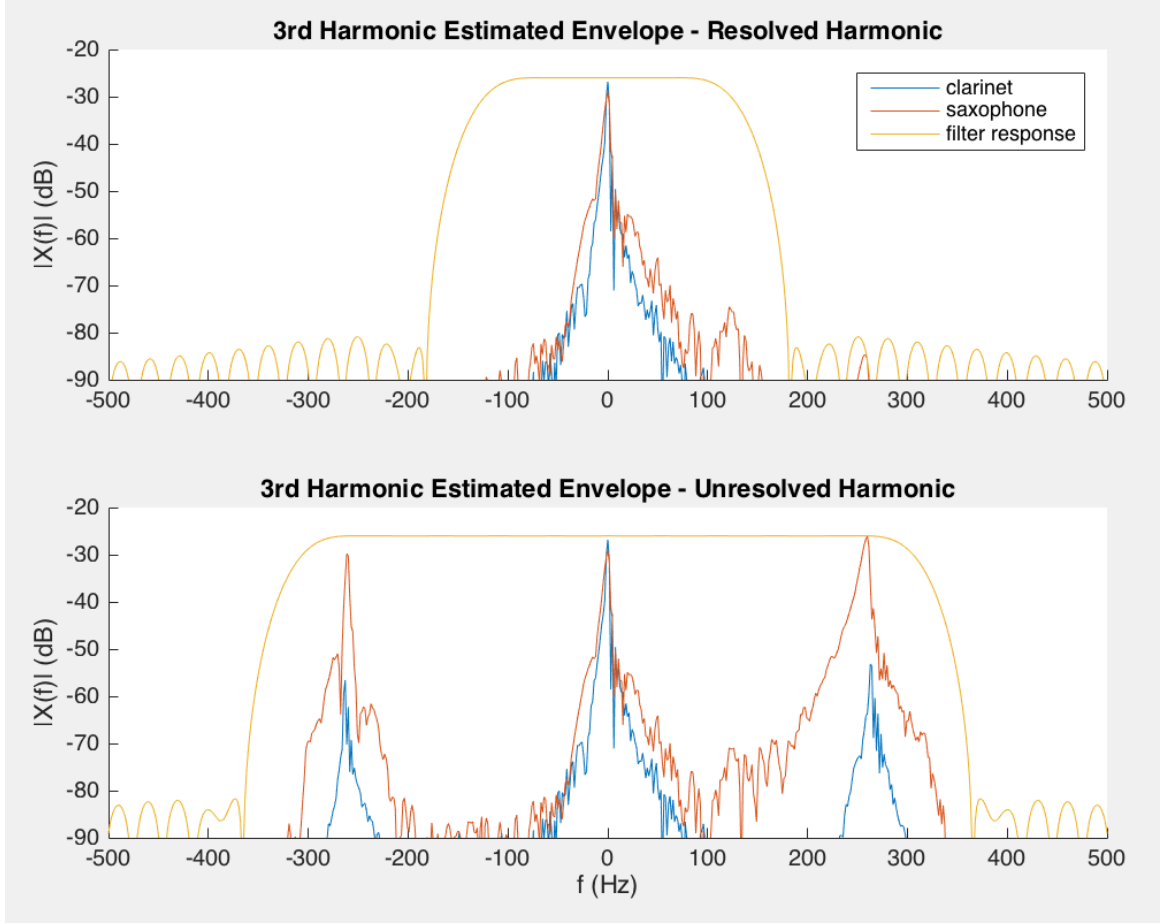 3rd Harmonic Estimated Envelope - Resolved Harmonic
-20
-30
-40
-50
-60
-70
-80
-90
|X(f)| (dB)
clarinet
saxophone
filter response
-500 -400 -300 -200 -100 0 100 200 300 400 500
3rd Harmonic Estimated Envelope - Unresolved Harmonic
-20
-30
-40
-50
-60
-70
-80
-90
|X(f)| (dB)
-500 -400 -300 -200 -100 0 100 200 300 400 500
f (Hz)